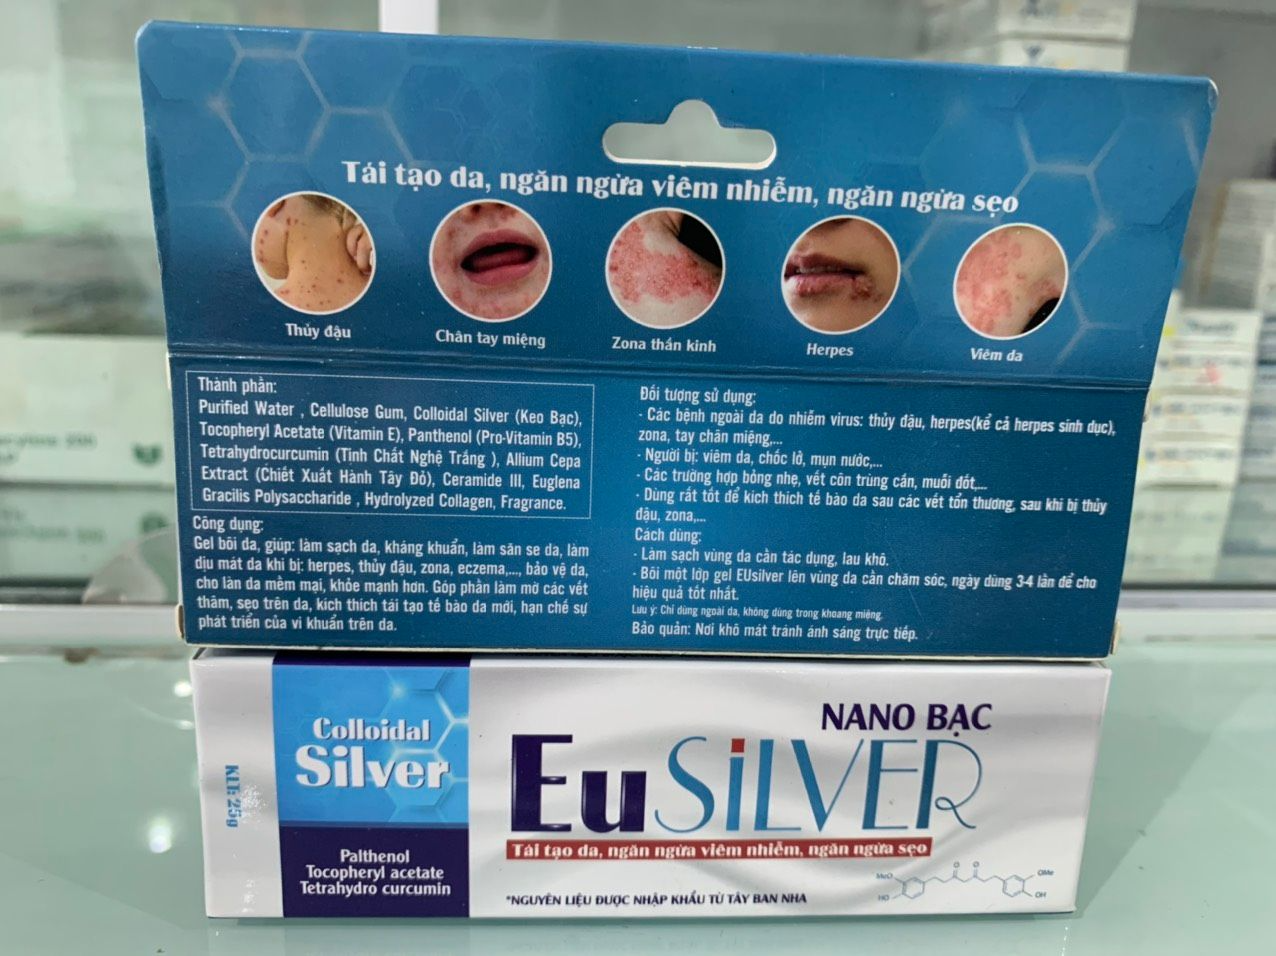 Tái tạo da, ngăn ngừa viêm nhiễm, ngăn ngừa sẹo
Thủy đậu
Chân tay miệng
Zona thần kinh
Herpes
Viêm da
Thành phần:
Purified Water , Cellulose Gum, Colloidal Silver (Keo Bạc),
Tocopheryl Acetate (Vitamin E), Panthenol (Pro-Vitamin B5),
Tetrahydrocurcumin (Tinh Chất Nghệ Trắng ), Allium Cepa
Extract (Chiết Xuất Hành Tây Đỏ), Ceramide III, Euglena
Gracilis Polysaccharide , Hydrolyzed Collagen, Fragrance.
Công dụng:
Gel bôi da, giúp: làm sạch da, kháng khuẩn, làm săn se da, làm
dịu mát da khi bị: herpes, thủy đậu, zona, eczema,..., bảo vệ da,
cho làn da mềm mại, khỏe mạnh hơn. Góp phần làm mờ các vết
thâm, sẹo trên da, kích thích tái tạo tế bào da mới, hạn chế sự
phát triển của vi khuẩn trên da.
Đối tượng sử dụng:
- Các bệnh ngoài da do nhiễm virus: thủy đậu, herpes(kể cả herpes sinh dục),
zona, tay chân miệng,...
- Người bị: viêm da, chốc lở, mụn nước,...
- Các trường hợp bỏng nhẹ, vết côn trùng cắn, muỗi đốt,...
- Dùng rất tốt để kích thích tế bào da sau các vết tổn thương, sau khi bị thủy
đậu, zona,...
Cách dùng:
- Làm sạch vùng da cần tác dụng, lau khô.
- Bôi một lớp gel EUsilver lên vùng da cần chăm sóc, ngày dùng 3-4 lần để cho
hiệu quả tốt nhất.
Lưu ý: Chỉ dùng ngoài da, không dùng trong khoang miệng.
Bảo quản: Nơi khô mát tránh ánh sáng trực tiếp.
KLT: 25g
Colloidal
Silver
Palthenol
Tocopheryl acetate
Tetrahydro curcumin
NANO BẠC
EuSiLVER
Tái tạo da, ngăn ngừa viêm nhiễm, ngăn ngừa sẹo
*NGUYÊN LIỆU ĐƯỢC NHẬP KHẨU TỪ TÂY BAN NHA
MeO
HO
O
O
OMe
OH